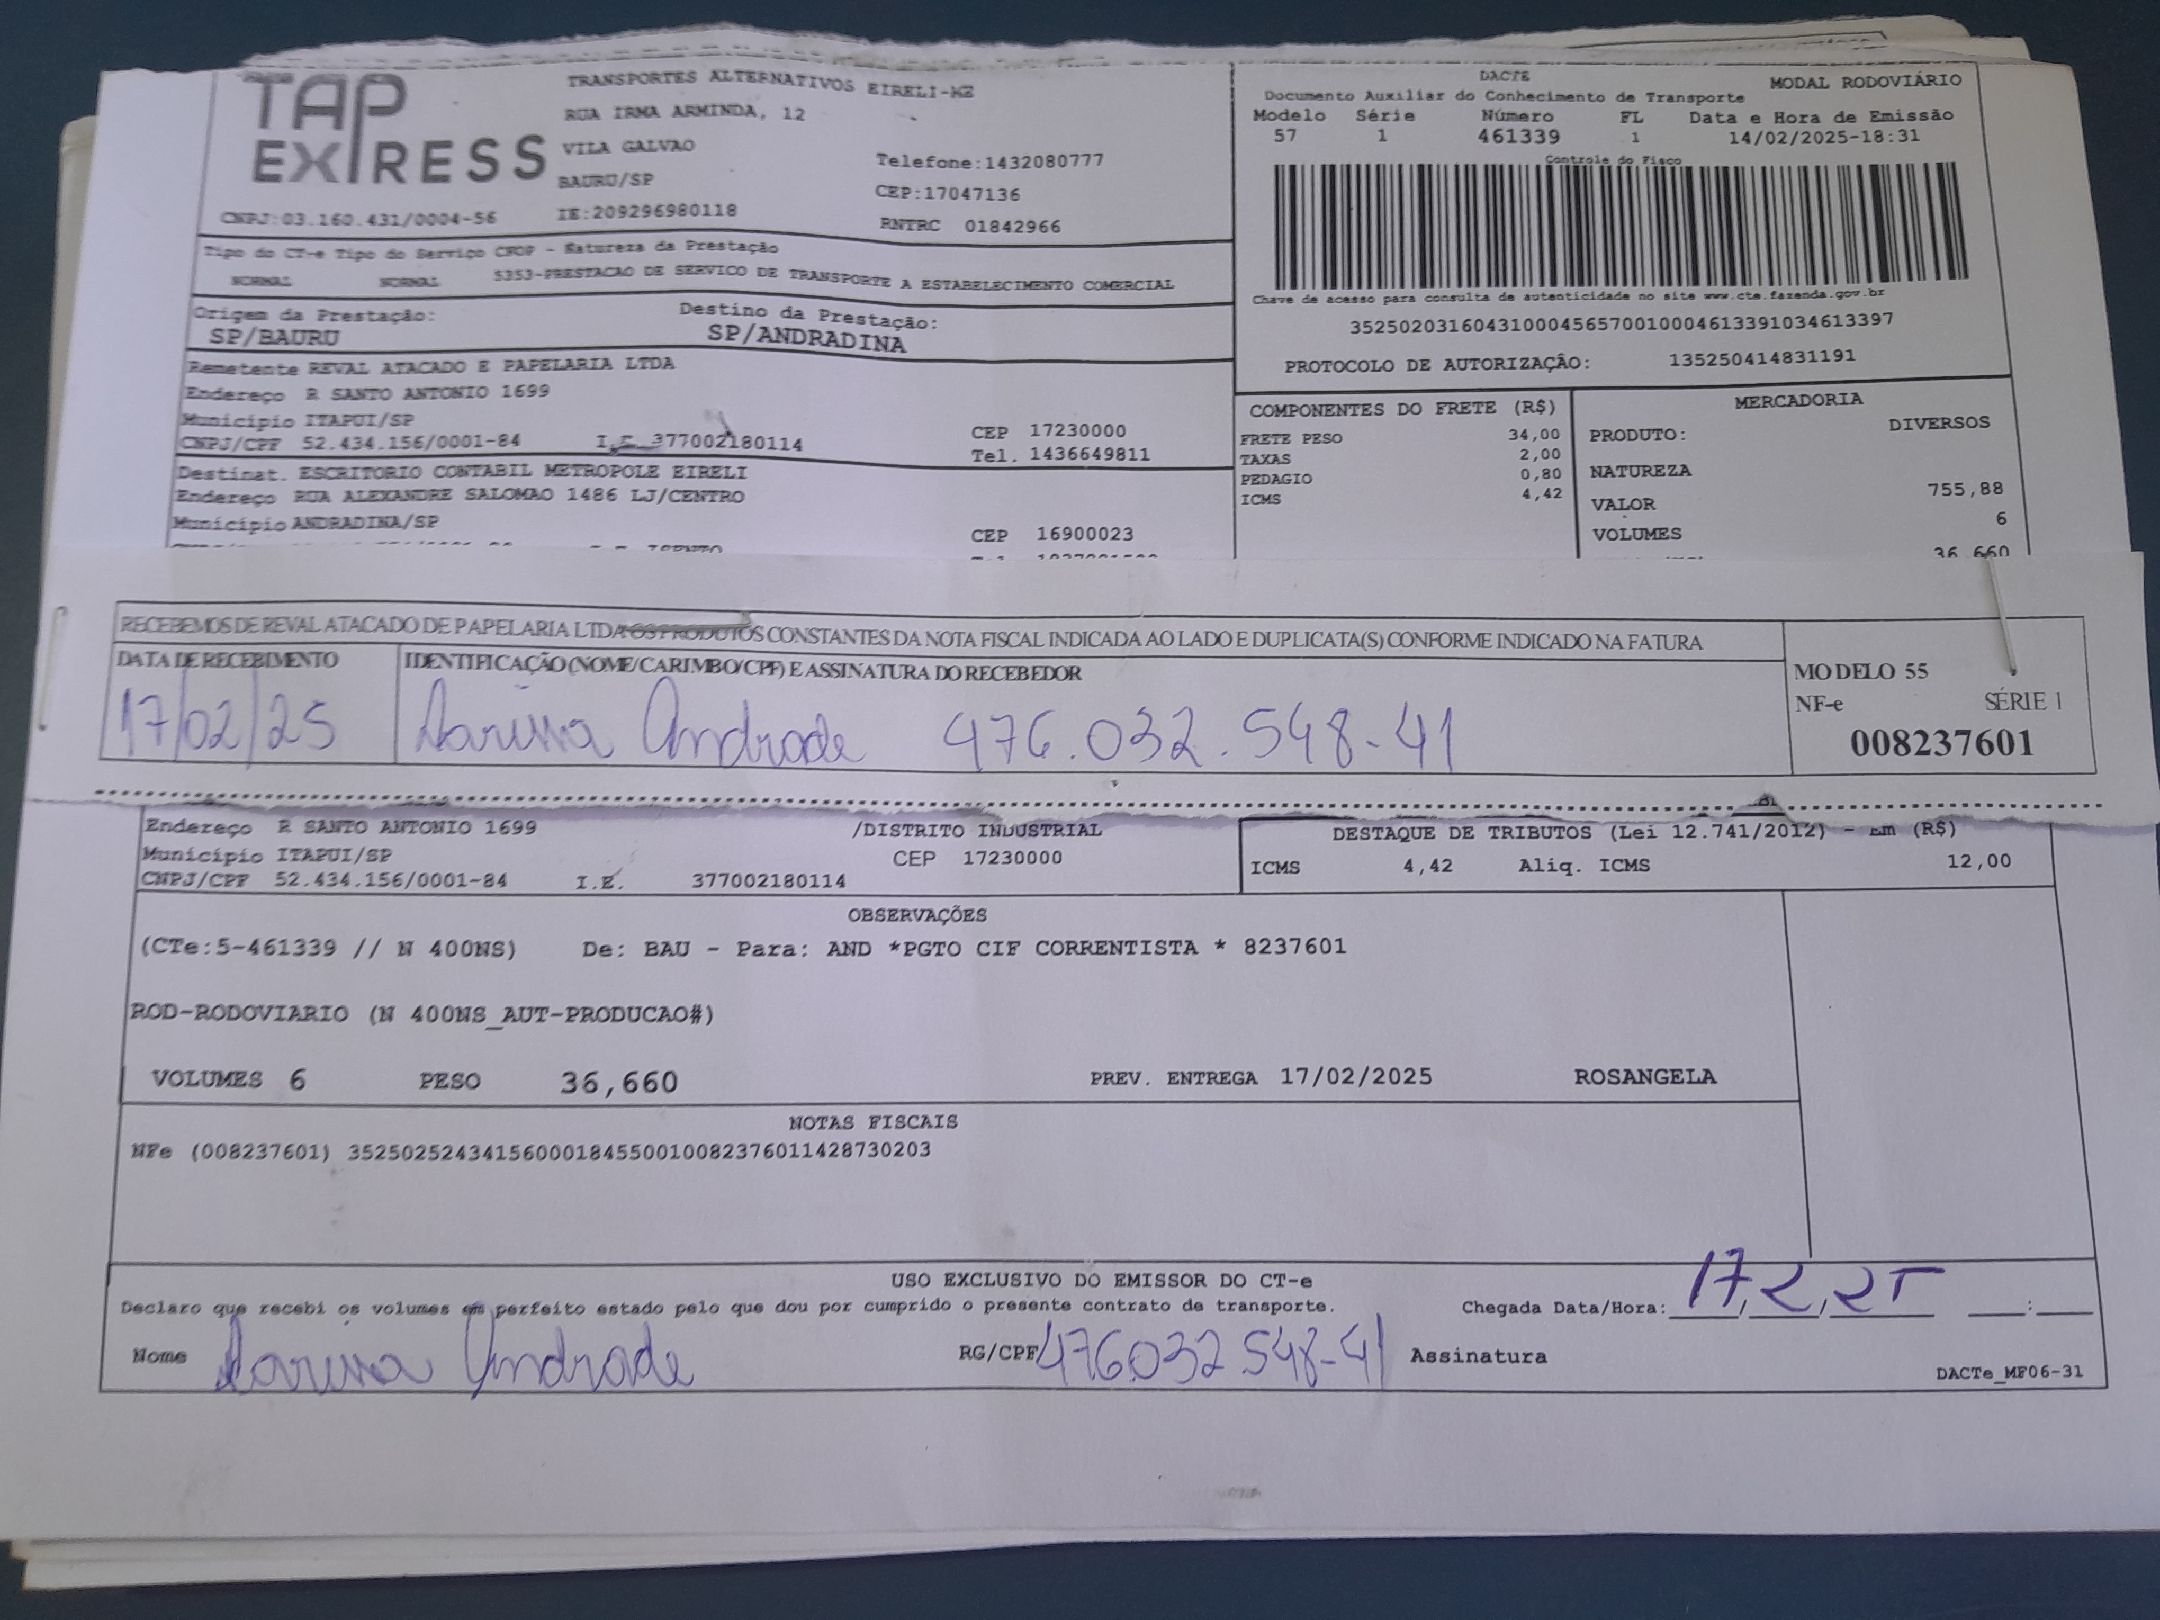 TAP EXPRESS
TRANSPORTES ALTERNATIVOS EIRELI-KZ
RUA IRMA ARMINDA, 12
VILA GALVAO
BAURU/SP
IE:209296980118
Telefone:1432080777
CEP:17047136
RNTRC 01842966
CNPJ:03.160.431/0004-56
Tipo do CT-e Tipo do Serviço CFOP - Natureza da Prestação
NORMAL NORMAL 5353-PRESTACAO DE SERVICO DE TRANSPORTE A ESTABELECIMENTO COMERCIAL
Origem da Prestação: Destino da Prestação:
SP/BAURU SP/ANDRADINA
Remetente REVAL ATACADO E PAPELARIA LTDA
Endereço R SANTO ANTONIO 1699
Município ITAPUI/SP CEP 17230000
CNPJ/CPF 52.434.156/0001-84 I.E. 377002180114 Tel. 1436649811
Destinat. ESCRITORIO CONTABIL METROPOLE EIRELI
Endereço RUA ALEXANDRE SALOMAO 1486 LJ/CENTRO
Município ANDRADINA/SP CEP 16900023
DACTE MODAL RODOVIÁRIO
Documento Auxiliar do Conhecimento de Transporte
Modelo Série Número FL Data e Hora de Emissão
57 1 461339 1 14/02/2025-18:31
Controle do Fisco
Chave de acesso para consulta de autenticidade no site www.cte.fazenda.gov.br
35250203160431000456570010004613391034613397
PROTOCOLO DE AUTORIZAÇÃO: 135250414831191
COMPONENTES DO FRETE (R$)
FRETE PESO 34,00
TAXAS 2,00
PEDAGIO 0,80
ICMS 4,42
MERCADORIA
PRODUTO: DIVERSOS
NATUREZA
VALOR 755,88
VOLUMES 6
36,660
RECEBEMOS DE REVAL ATACADO DE PAPELARIA LTDA OS PRODUTOS CONSTANTES DA NOTA FISCAL INDICADA AO LADO E DUPLICATA(S) CONFORME INDICADO NA FATURA
DATA DE RECEBIMENTO IDENTIFICAÇÃO (NOME/CARIMBO/CPF) E ASSINATURA DO RECEBEDOR
17/02/25 Larissa Andrade 476.032.548-41
MODELO 55
NF-e SÉRIE 1
008237601
Endereço R SANTO ANTONIO 1699 /DISTRITO INDUSTRIAL
Município ITAPUI/SP CEP 17230000
CNPJ/CPF 52.434.156/0001-84 I.E. 377002180114
DESTAQUE DE TRIBUTOS (Lei 12.741/2012) - Em (R$)
ICMS 4,42 Aliq. ICMS 12,00
OBSERVAÇÕES
(CTe:5-461339 // N 400NS) De: BAU - Para: AND *PGTO CIF CORRENTISTA * 8237601
ROD-RODOVIARIO (N 400NS_AUT-PRODUCAO#)
VOLUMES 6 PESO 36,660 PREV. ENTREGA 17/02/2025 ROSANGELA
NOTAS FISCAIS
NFe (008237601) 35250252434156000184550010082376011428730203
USO EXCLUSIVO DO EMISSOR DO CT-e
Declaro que recebi os volumes em perfeito estado pelo que dou por cumprido o presente contrato de transporte. Chegada Data/Hora: 17/2/25 __:__
Nome Larissa Andrade RG/CPF 476.032 548-41 Assinatura
DACTe_MF06-31